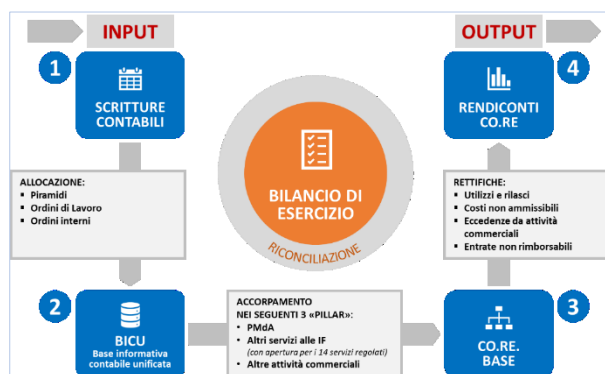 INPUT
OUTPUT
1
SCRITTURE
CONTABILI
4
RENDICONTI
CO.RE
BILANCIO DI
ESERCIZIO
RICONCILIAZIONE
ALLOCAZIONE:
▪ Piramidi
▪ Ordini di Lavoro
▪ Ordini interni
RETTIFICHE:
▪ Utilizzi e rilasci
▪ Costi non ammissibili
▪ Eccedenze da attività
commerciali
▪ Entrate non rimborsabili
2
BICU
Base informativa
contabile unificata
ACCORPAMENTO
NEI SEGUENTI 3 «PILLAR»:
▪ PMdA
▪ Altri servizi alle IF
(con apertura per i 14 servizi regolati)
▪ Altre attività commerciali
3
CO.RE.
BASE